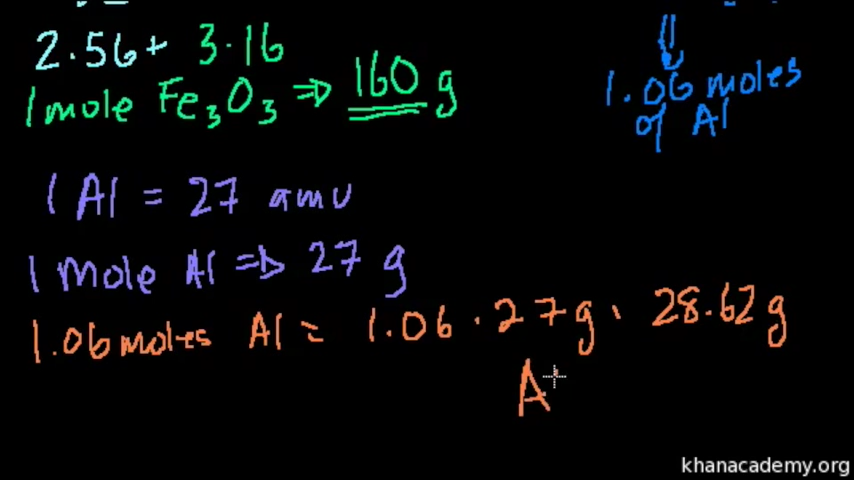 2.56 + 3.16
1 mole Fe3O3 ⇒ 160 g
1.06 moles
of Al
1 Al = 27 amu
1 mole Al ⇒ 27 g
1.06 moles Al = 1.06 · 27g · 28.62 g
A
khanacademy.org